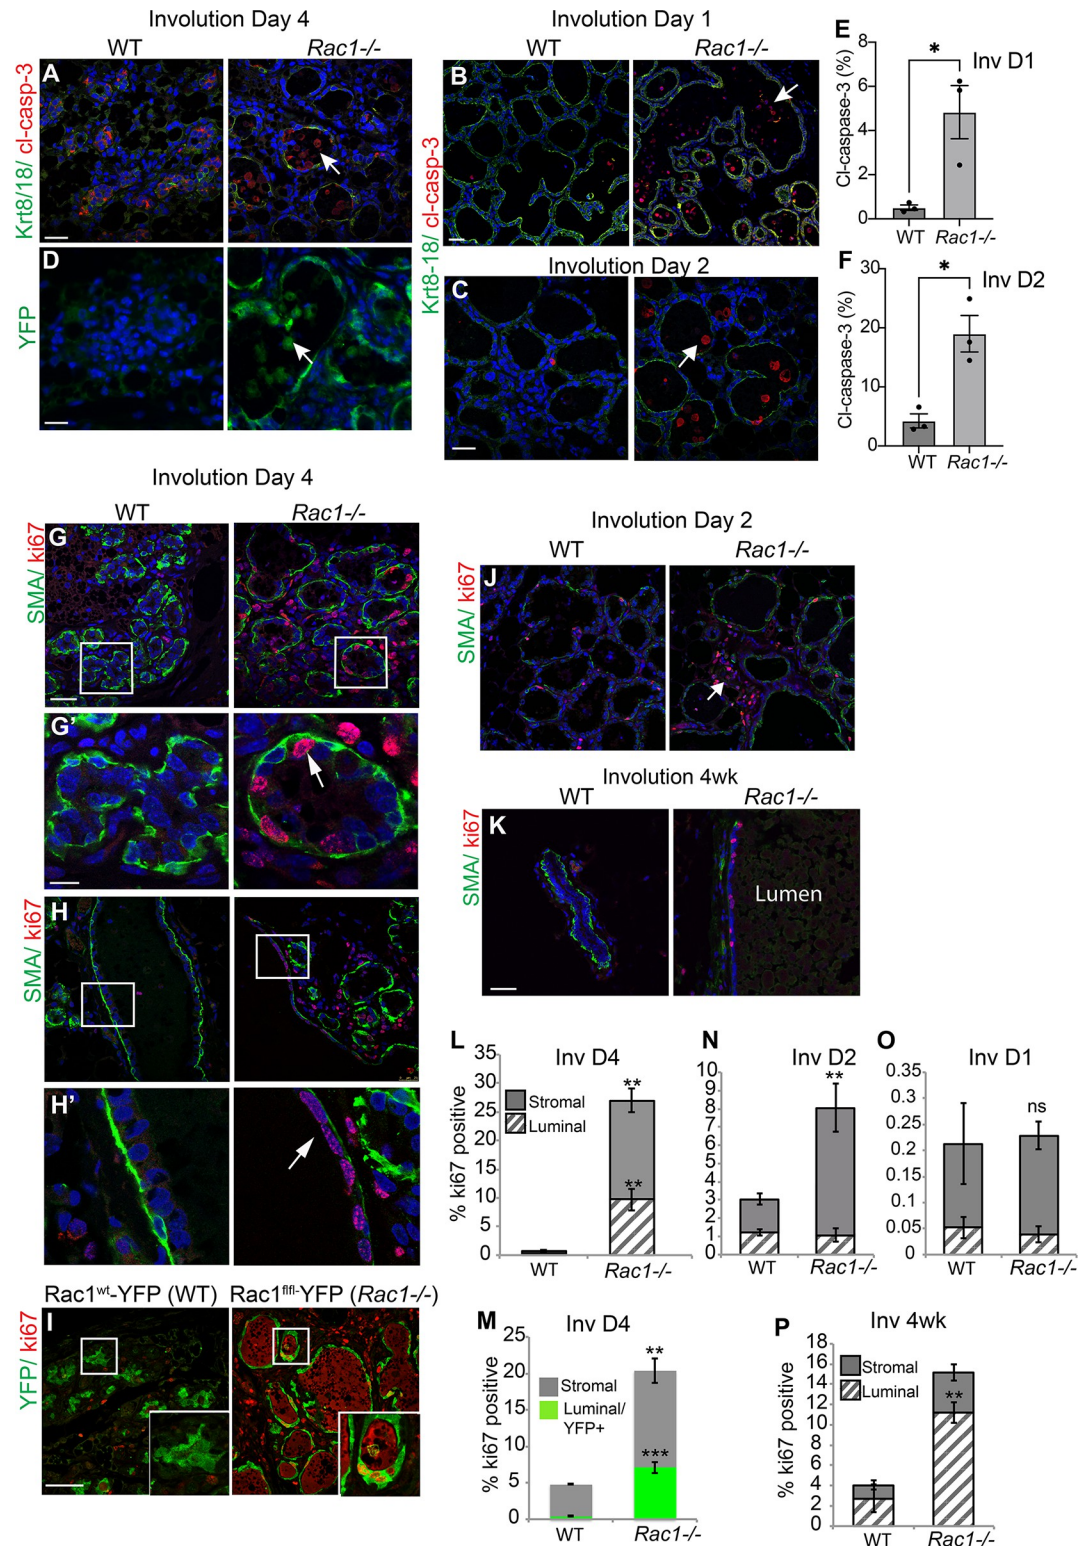 Involution Day 4
WT
Rac1-/-
A
Krt8/18/ cl-casp-3
D
YFP
Involution Day 1
WT
Rac1-/-
B
Krt8-18/ cl-casp-3
Involution Day 2
C
E
Inv D1
*
Cl-caspase-3 (%)
8
6
4
2
0
WT
Rac1-/-
F
Inv D2
*
Cl-caspase-3 (%)
30
20
10
0
WT
Rac1-/-
Involution Day 4
WT
Rac1-/-
G
SMA/ ki67
G'
H
SMA/ ki67
H'
Rac1wt-YFP (WT)
Rac1flfl-YFP (Rac1-/-)
I
YFP/ ki67
Involution Day 2
WT
Rac1-/-
J
SMA/ ki67
Involution 4wk
WT
Rac1-/-
K
SMA/ ki67
Lumen
L
Inv D4
% ki67 positive
35
30
25
20
15
10
5
0
Stromal
Luminal
**
**
WT
Rac1-/-
N
Inv D2
10
9
8
7
6
5
4
3
2
1
0
**
WT
Rac1-/-
O
Inv D1
0.35
0.3
0.25
0.2
0.15
0.1
0.05
0
ns
WT
Rac1-/-
M
Inv D4
% ki67 positive
25
20
15
10
5
0
Stromal
Luminal/
YFP+
**
***
WT
Rac1-/-
P
Inv 4wk
% ki67 positive
18
16
14
12
10
8
6
4
2
0
Stromal
Luminal
**
WT
Rac1-/-